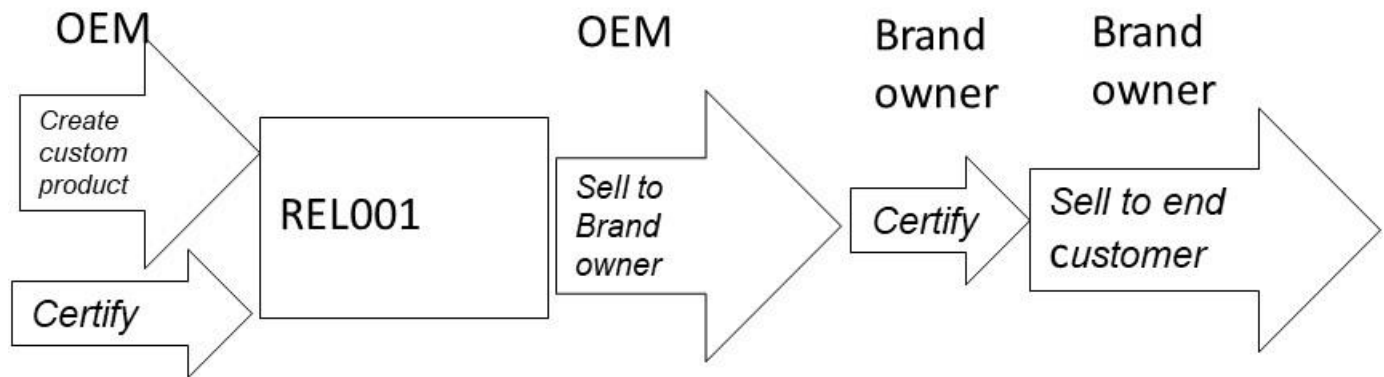 OEM
Create
custom
product
Certify
REL001
OEM
Sell to
Brand
owner
Brand
owner
Certify
Brand
owner
Sell to end
customer